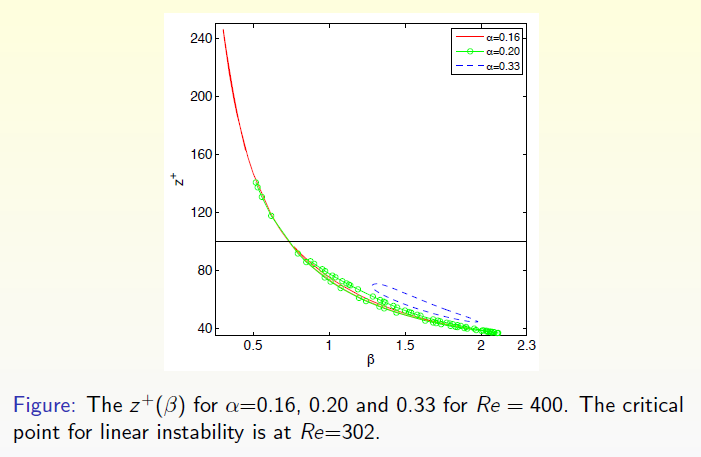 240
200
160
120
80
40
z+
0.5
1
1.5
2
2.3
β
α=0.16
α=0.20
α=0.33
Figure: The z⁺(β) for α=0.16, 0.20 and 0.33 for Re = 400. The critical
point for linear instability is at Re=302.